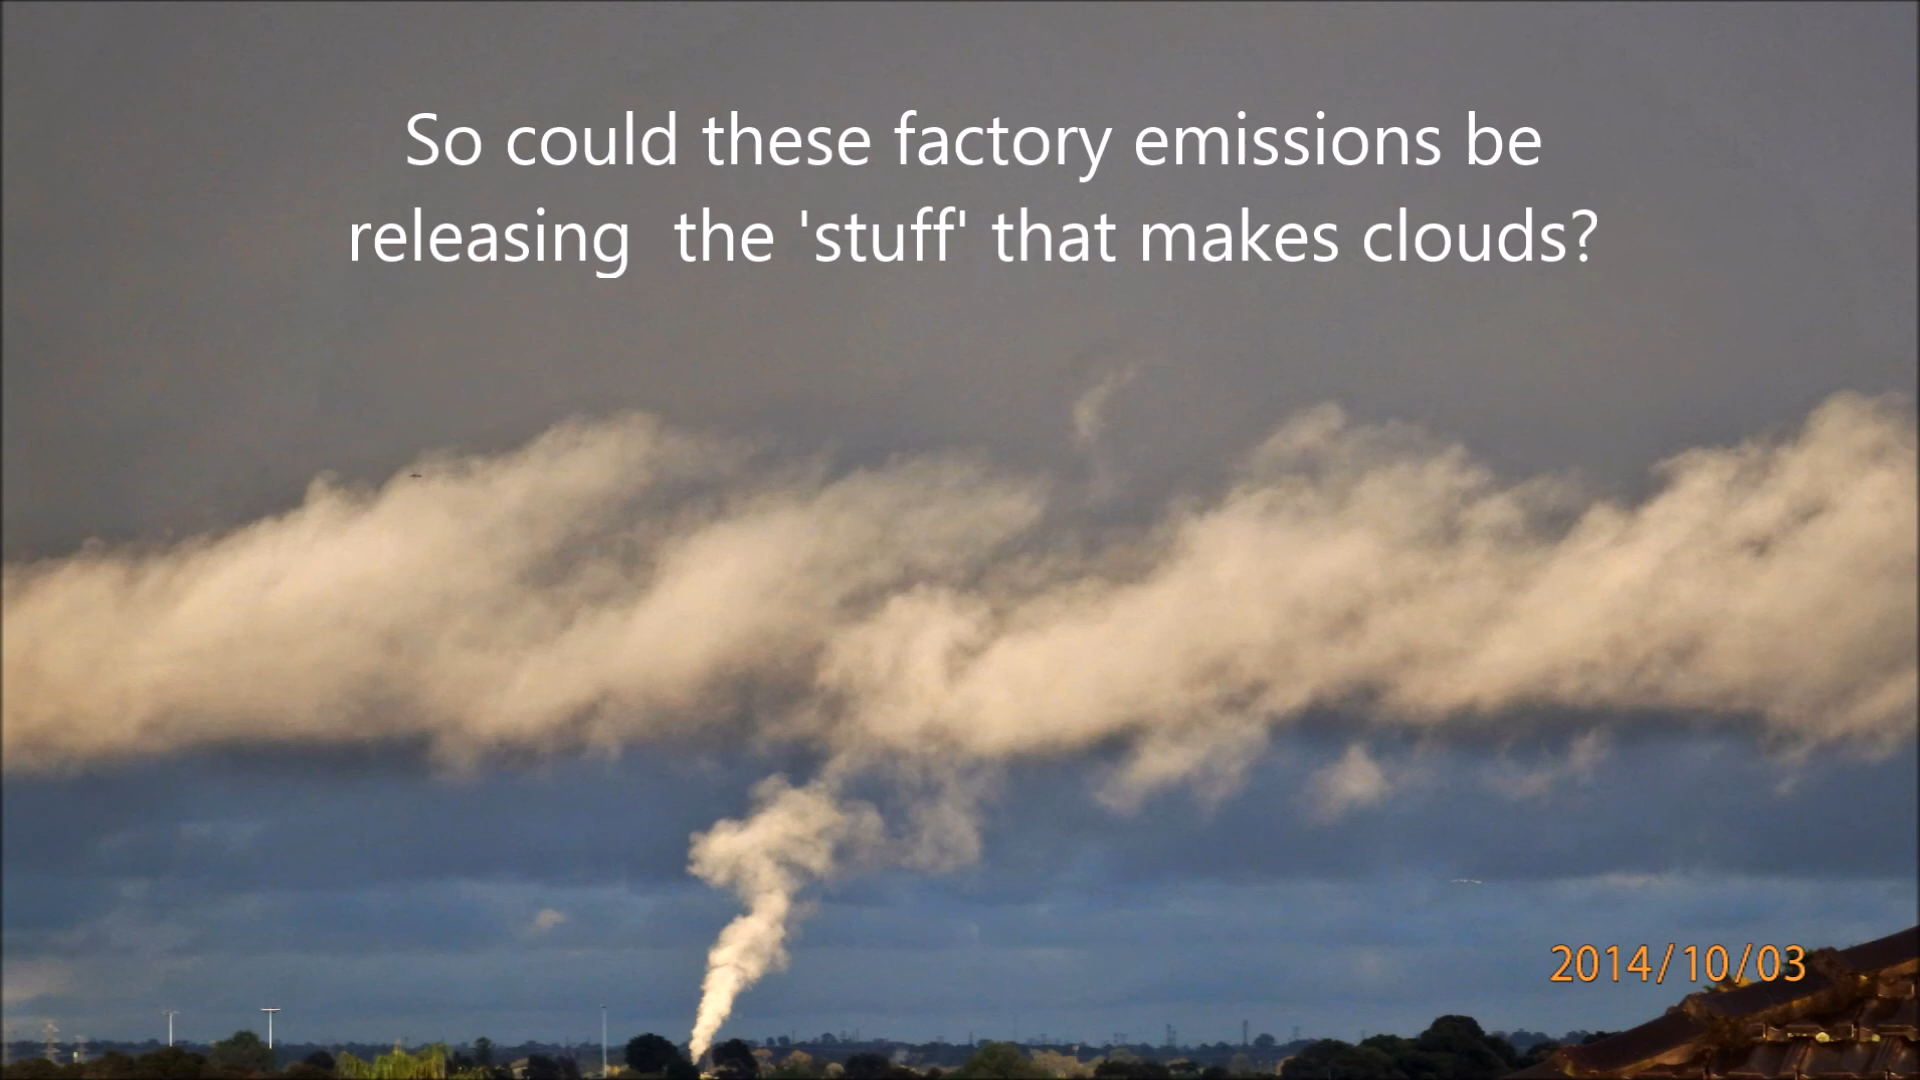 So could these factory emissions be
releasing  the 'stuff' that makes clouds?
2014/10/03